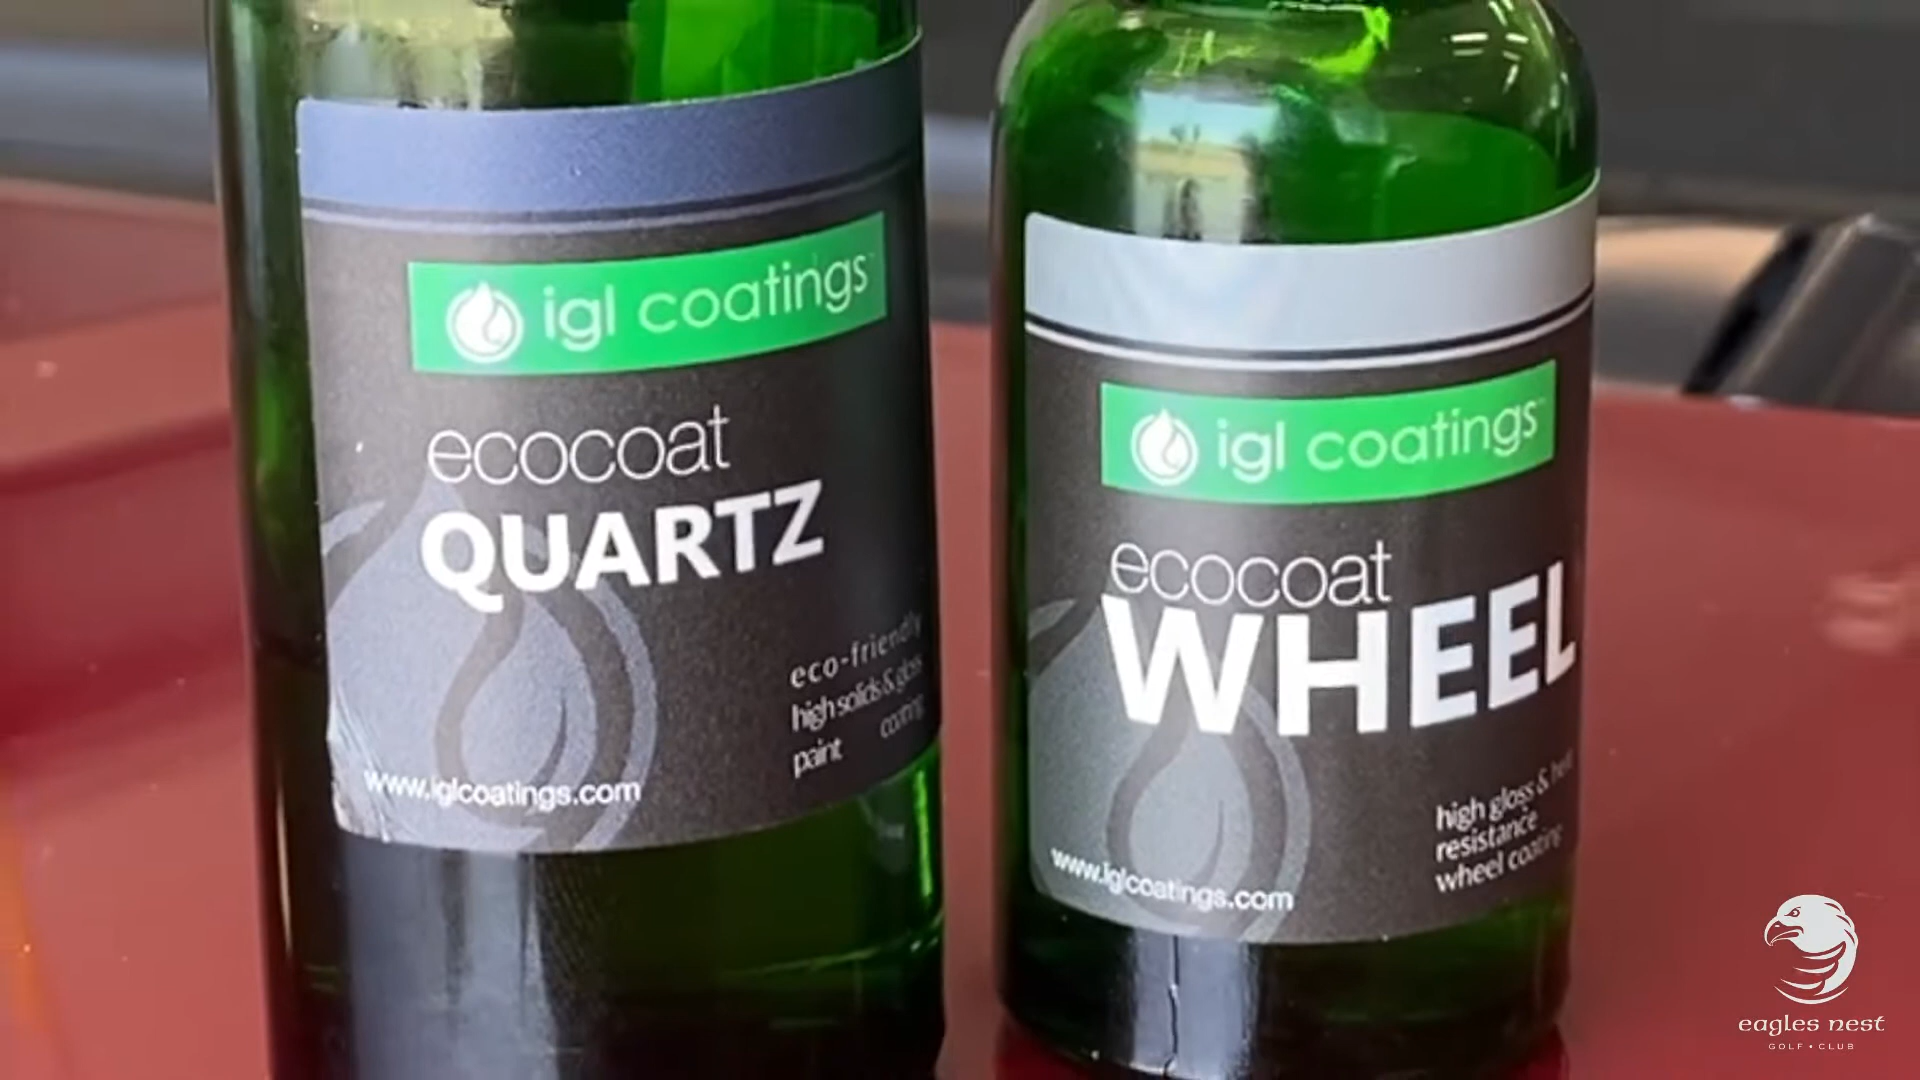 igl coatings
ecocoat
QUARTZ
eco-friendly
high solids & gloss
paint coating
www.iglcoatings.com
igl coatings
ecocoat
WHEEL
high gloss &
resistance
wheel coating
www.iglcoatings.com
eagles nest
GOLF • CLUB